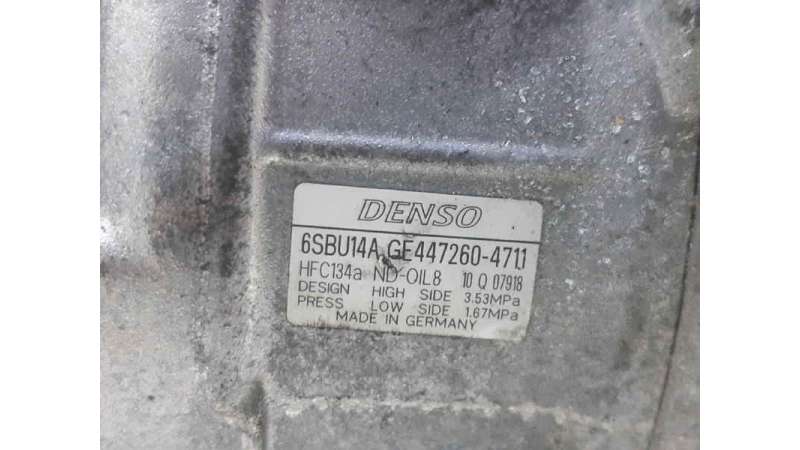 DENSO
6SBU14A GE447260-4711
HFC134a ND-OIL8 10 Q 07918
DESIGN HIGH SIDE 3.53MPa
PRESS LOW SIDE 1.67MPa
MADE IN GERMANY